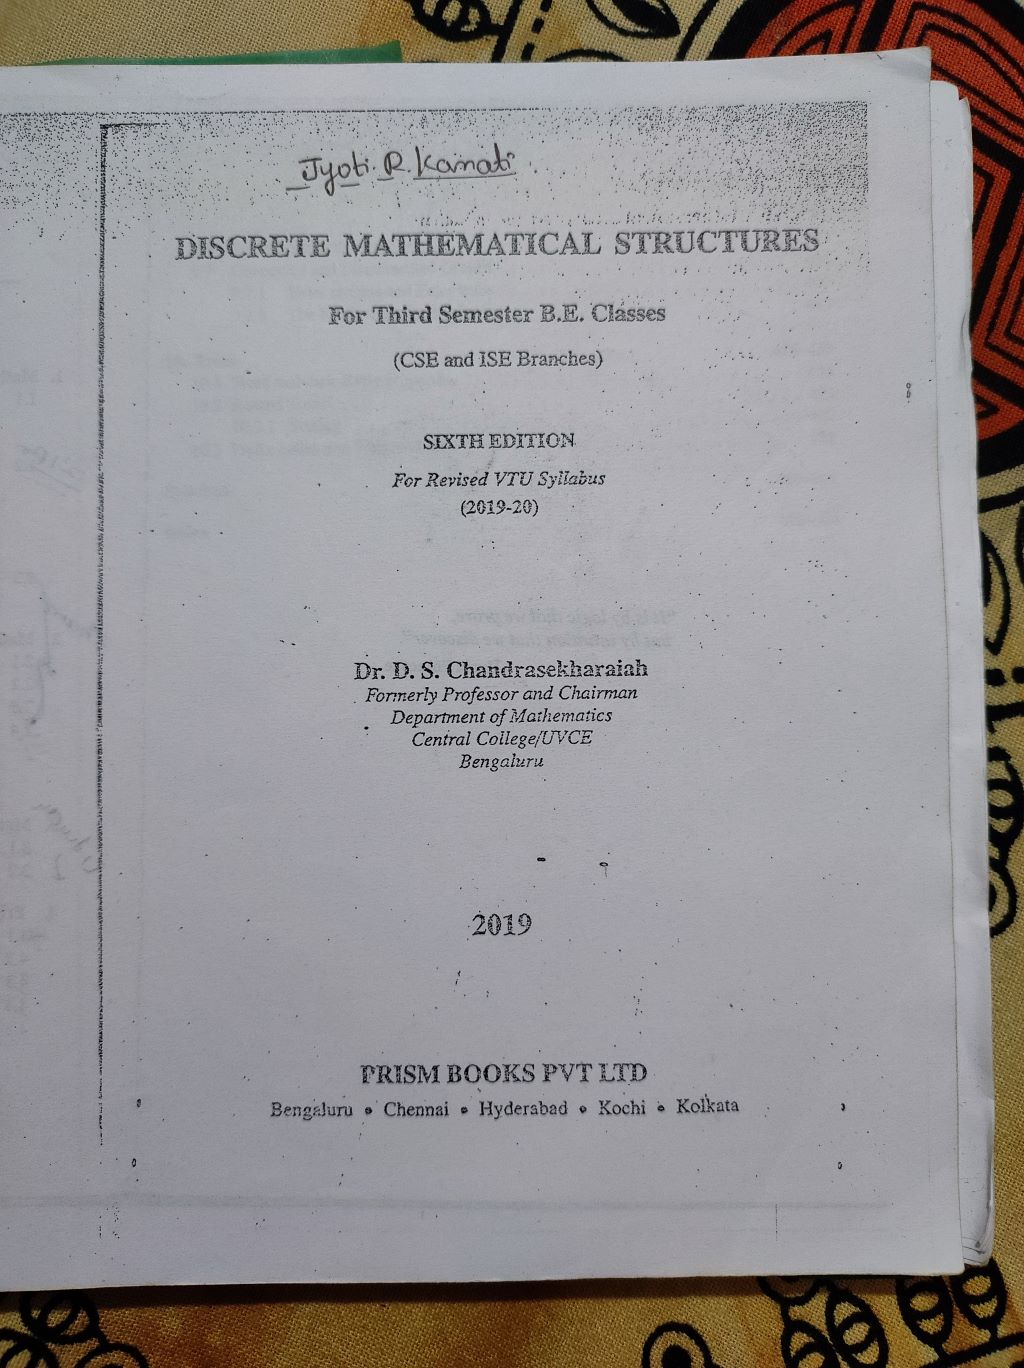 Jyoti R. Kamati
DISCRETE MATHEMATICAL STRUCTURES
For Third Semester B.E. Classes
(CSE and ISE Branches)
SIXTH EDITION
For Revised VTU Syllabus
(2019-20)
Dr. D. S. Chandrasekharaiah
Formerly Professor and Chairman
Department of Mathematics
Central College/UVCE
Bengaluru
2019
PRISM BOOKS PVT LTD
Bengaluru • Chennai • Hyderabad • Kochi • Kolkata